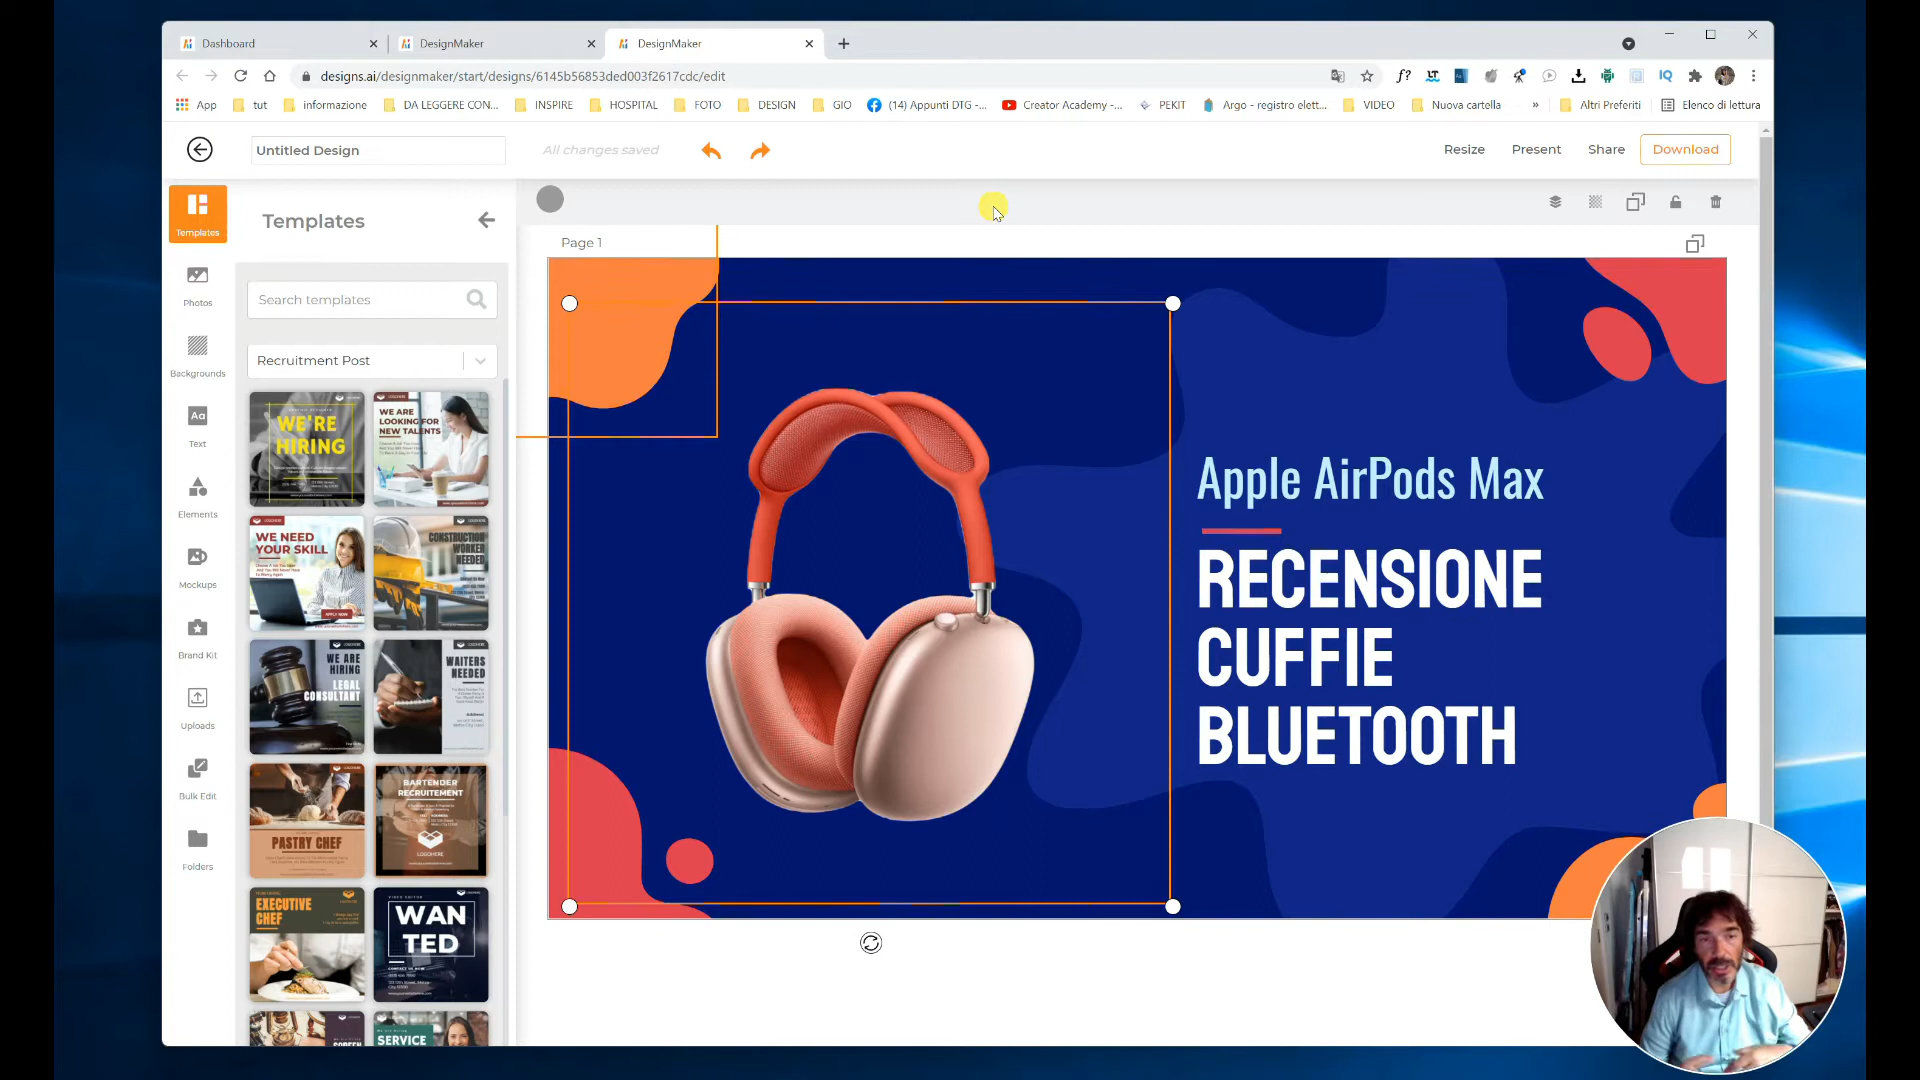 Dashboard
DesignMaker
DesignMaker
designs.ai/designmaker/start/designs/6145b56853ded003f2617cdc/edit
App
tut
informazione
DA LEGGERE CON...
INSPIRE
HOSPITAL
FOTO
DESIGN
GIO
(14) Appunti DTG -...
Creator Academy -...
PEKIT
Argo - registro elett...
VIDEO
Nuova cartella
»
Altri Preferiti
Elenco di lettura
Untitled Design
All changes saved
Resize
Present
Share
Download
Templates
Photos
Backgrounds
Text
Elements
Mockups
Brand Kit
Uploads
Bulk Edit
Folders
Templates
Search templates
Recruitment Post
WE'RE
HIRING
WE ARE
LOOKING FOR
NEW TALENTS
WE NEED
YOUR SKILL
APPLY NOW
CONSTRUCTION
WORKER
NEEDED
WE ARE
HIRING
LEGAL
CONSULTANT
WAITERS
NEEDED
PASTRY CHEF
BARTENDER
RECRUITEMENT
LOGOHERE
EXECUTIVE
CHEF
WAN
TED
SERVICE
Page 1
Apple AirPods Max
RECENSIONE
CUFFIE
BLUETOOTH